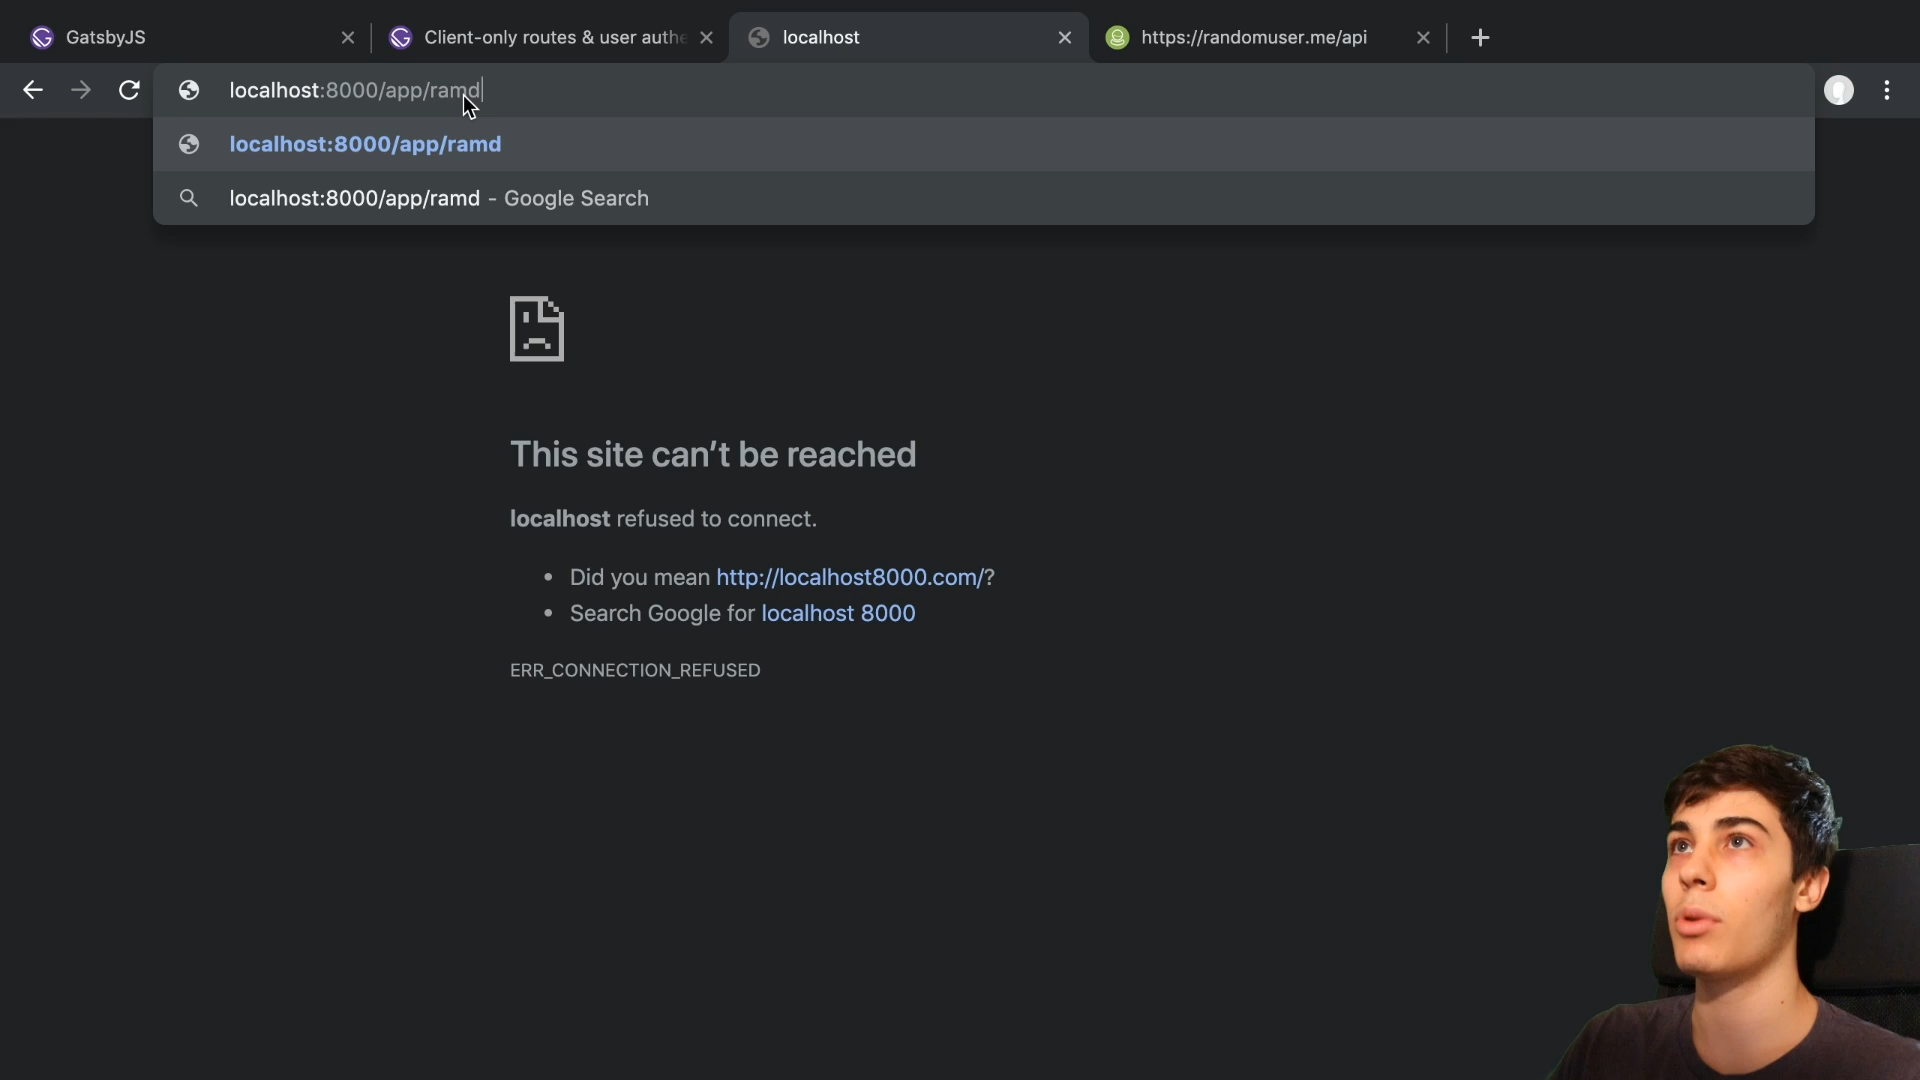 GatsbyJS
Client-only routes & user authe
localhost
https://randomuser.me/api
localhost:8000/app/ramd
localhost:8000/app/ramd
localhost:8000/app/ramd - Google Search
This site can't be reached
localhost refused to connect.
• Did you mean http://localhost8000.com/?
• Search Google for localhost 8000
ERR_CONNECTION_REFUSED